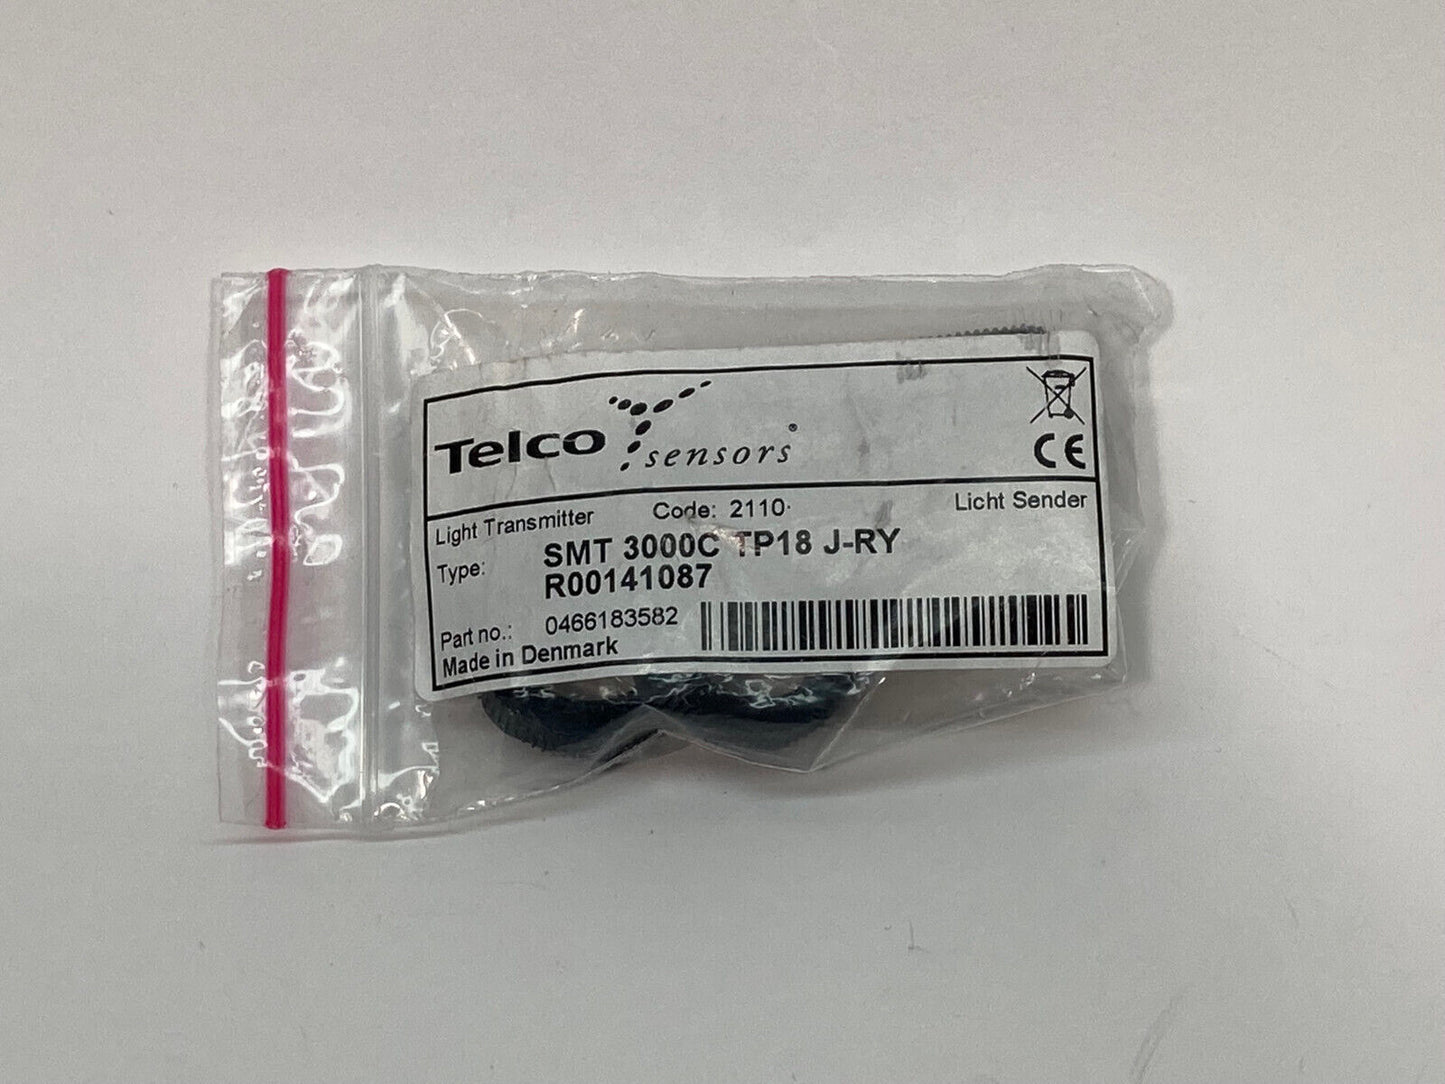 Telco sensors®
CE
Light Transmitter Code: 2110 Licht Sender
Type: SMT 3000C TP18 J-RY
R00141087
Part no.: 0466183582
Made in Denmark